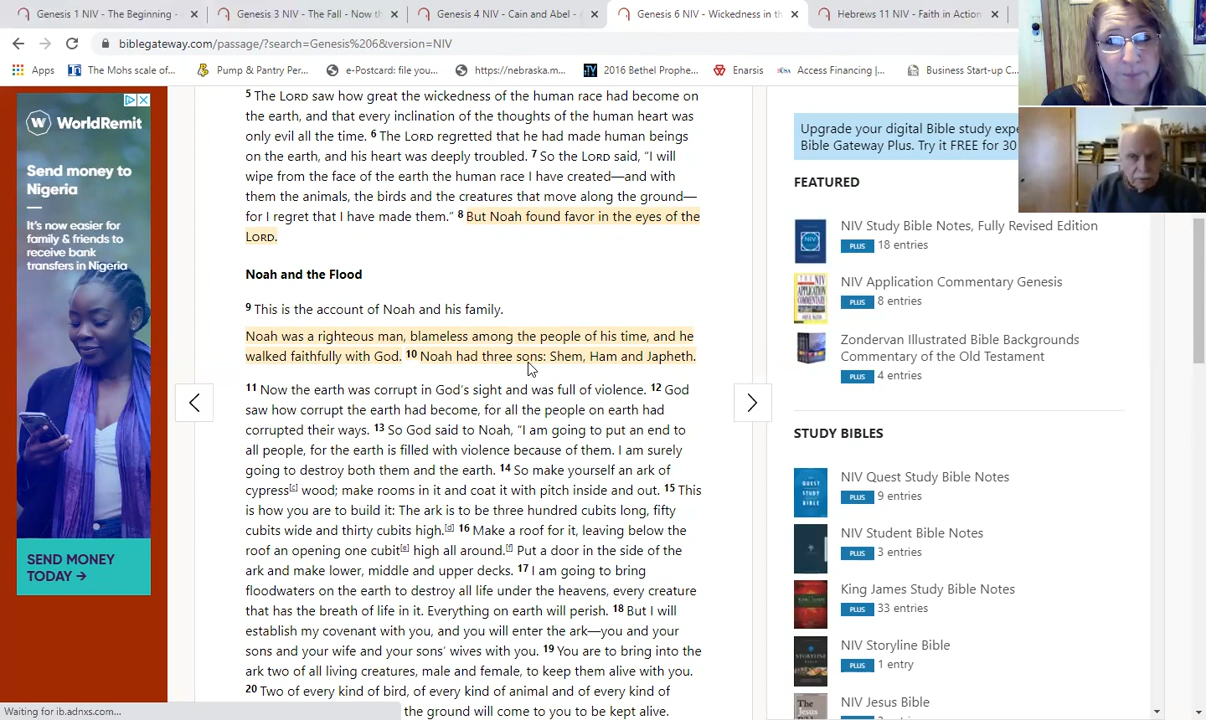 Genesis 1 NIV - The Beginning -
Genesis 3 NIV - The Fall - Now th
Genesis 4 NIV - Cain and Abel -
Genesis 6 NIV - Wickedness in th
Hebrews 11 NIV - Faith in Action
biblegateway.com/passage/?search=Genesis%206&version=NIV
Apps
The Mohs scale of...
Pump & Pantry Per...
e-Postcard: file you...
https://nebraska.m...
2016 Bethel Prophe...
Enarsis
Access Financing |...
Business Start-up C...
WorldRemit
Send money to
Nigeria
It's now easier for
family & friends to
receive bank
transfers in Nigeria
SEND MONEY
TODAY →
5 The LORD saw how great the wickedness of the human race had become on
the earth, and that every inclination of the thoughts of the human heart was
only evil all the time. 6 The LORD regretted that he had made human beings
on the earth, and his heart was deeply troubled. 7 So the LORD said, “I will
wipe from the face of the earth the human race I have created—and with
them the animals, the birds and the creatures that move along the ground—
for I regret that I have made them.” 8 But Noah found favor in the eyes of the
LORD.
Noah and the Flood
9 This is the account of Noah and his family.
Noah was a righteous man, blameless among the people of his time, and he
walked faithfully with God. 10 Noah had three sons: Shem, Ham and Japheth.
11 Now the earth was corrupt in God’s sight and was full of violence. 12 God
saw how corrupt the earth had become, for all the people on earth had
corrupted their ways. 13 So God said to Noah, “I am going to put an end to
all people, for the earth is filled with violence because of them. I am surely
going to destroy both them and the earth. 14 So make yourself an ark of
cypress[c] wood; make rooms in it and coat it with pitch inside and out. 15 This
is how you are to build it: The ark is to be three hundred cubits long, fifty
cubits wide and thirty cubits high.[d] 16 Make a roof for it, leaving below the
roof an opening one cubit[e] high all around.[f] Put a door in the side of the
ark and make lower, middle and upper decks. 17 I am going to bring
floodwaters on the earth to destroy all life under the heavens, every creature
that has the breath of life in it. Everything on earth will perish. 18 But I will
establish my covenant with you, and you will enter the ark—you and your
sons and your wife and your sons’ wives with you. 19 You are to bring into the
ark two of all living creatures, male and female, to keep them alive with you.
20 Two of every kind of bird, of every kind of animal and of every kind of
the ground will come to you to be kept alive.
Upgrade your digital Bible study expe
Bible Gateway Plus. Try it FREE for 30
FEATURED
NIV Study Bible Notes, Fully Revised Edition
PLUS 18 entries
NIV Application Commentary Genesis
PLUS 8 entries
Zondervan Illustrated Bible Backgrounds
Commentary of the Old Testament
PLUS 4 entries
STUDY BIBLES
NIV Quest Study Bible Notes
PLUS 9 entries
NIV Student Bible Notes
PLUS 3 entries
King James Study Bible Notes
PLUS 33 entries
NIV Storyline Bible
PLUS 1 entry
NIV Jesus Bible
Waiting for ib.adnxs.com...